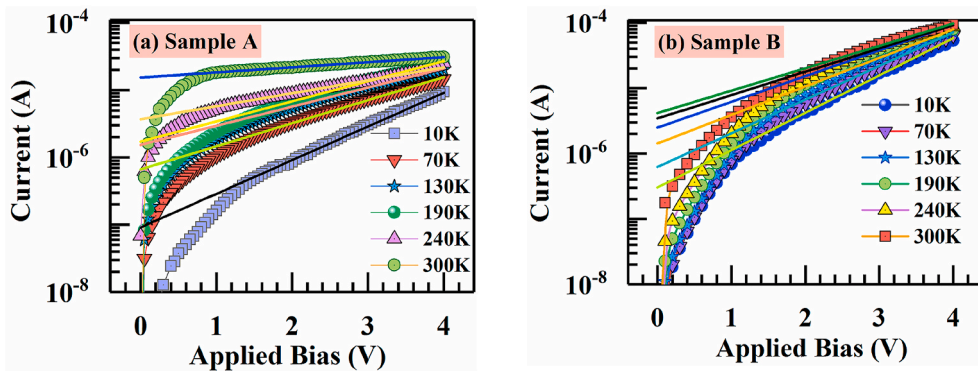 (a) Sample A
Current (A)
10⁻⁴
10⁻⁶
10⁻⁸
10K
70K
130K
190K
240K
300K
0 1 2 3 4
Applied Bias (V)
(b) Sample B
Current (A)
10⁻⁴
10⁻⁶
10⁻⁸
10K
70K
130K
190K
240K
300K
0 1 2 3 4
Applied Bias (V)